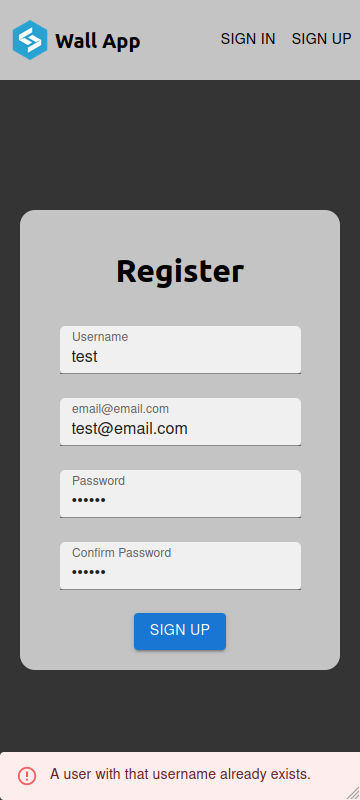 Wall App
SIGN IN
SIGN UP
Register
Username
test
email@email.com
test@email.com
Password
••••••
Confirm Password
••••••
SIGN UP
A user with that username already exists.